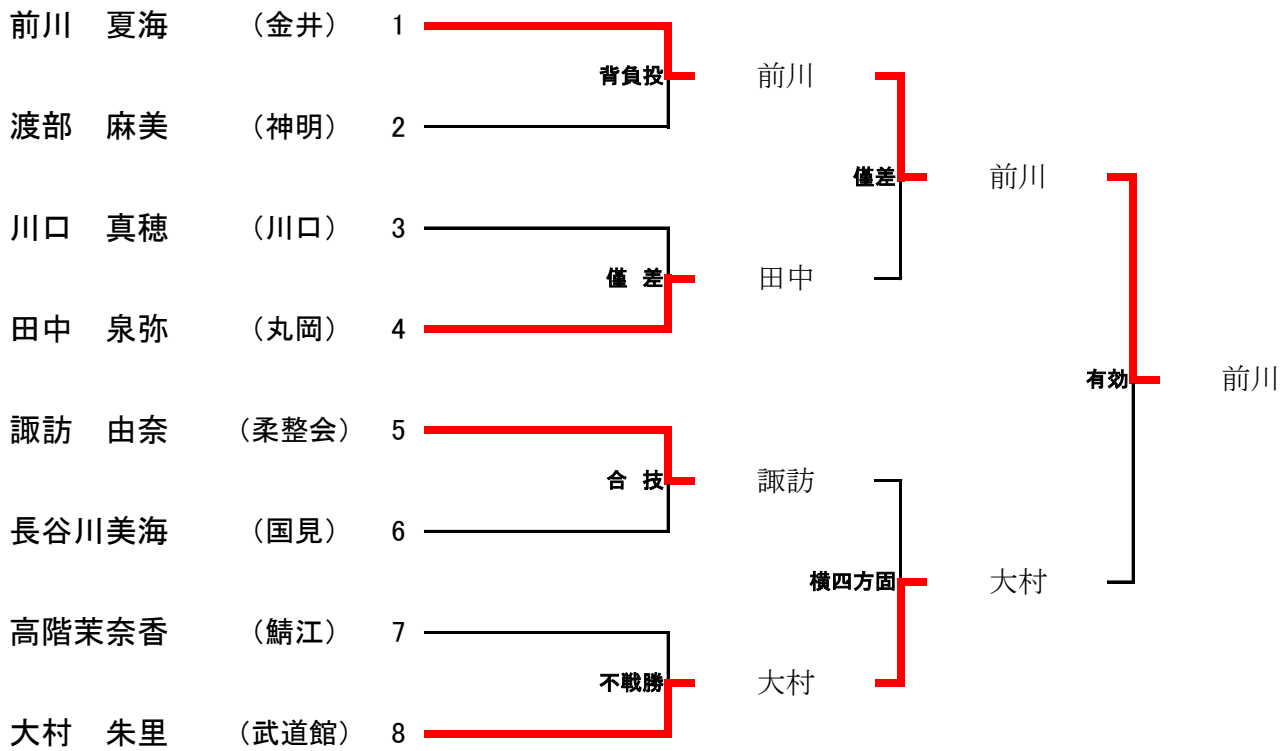 前川　夏海　（金井）　1
背負投　前川
渡部　麻美　（神明）　2
僅差　前川
川口　真穂　（川口）　3
僅 差　田中
田中　泉弥　（丸岡）　4
有効　前川
諏訪　由奈　（柔整会）　5
合 技　諏訪
長谷川美海　（国見）　6
横四方固　大村
高階茉奈香　（鯖江）　7
不戦勝　大村
大村　朱里　（武道館）　8